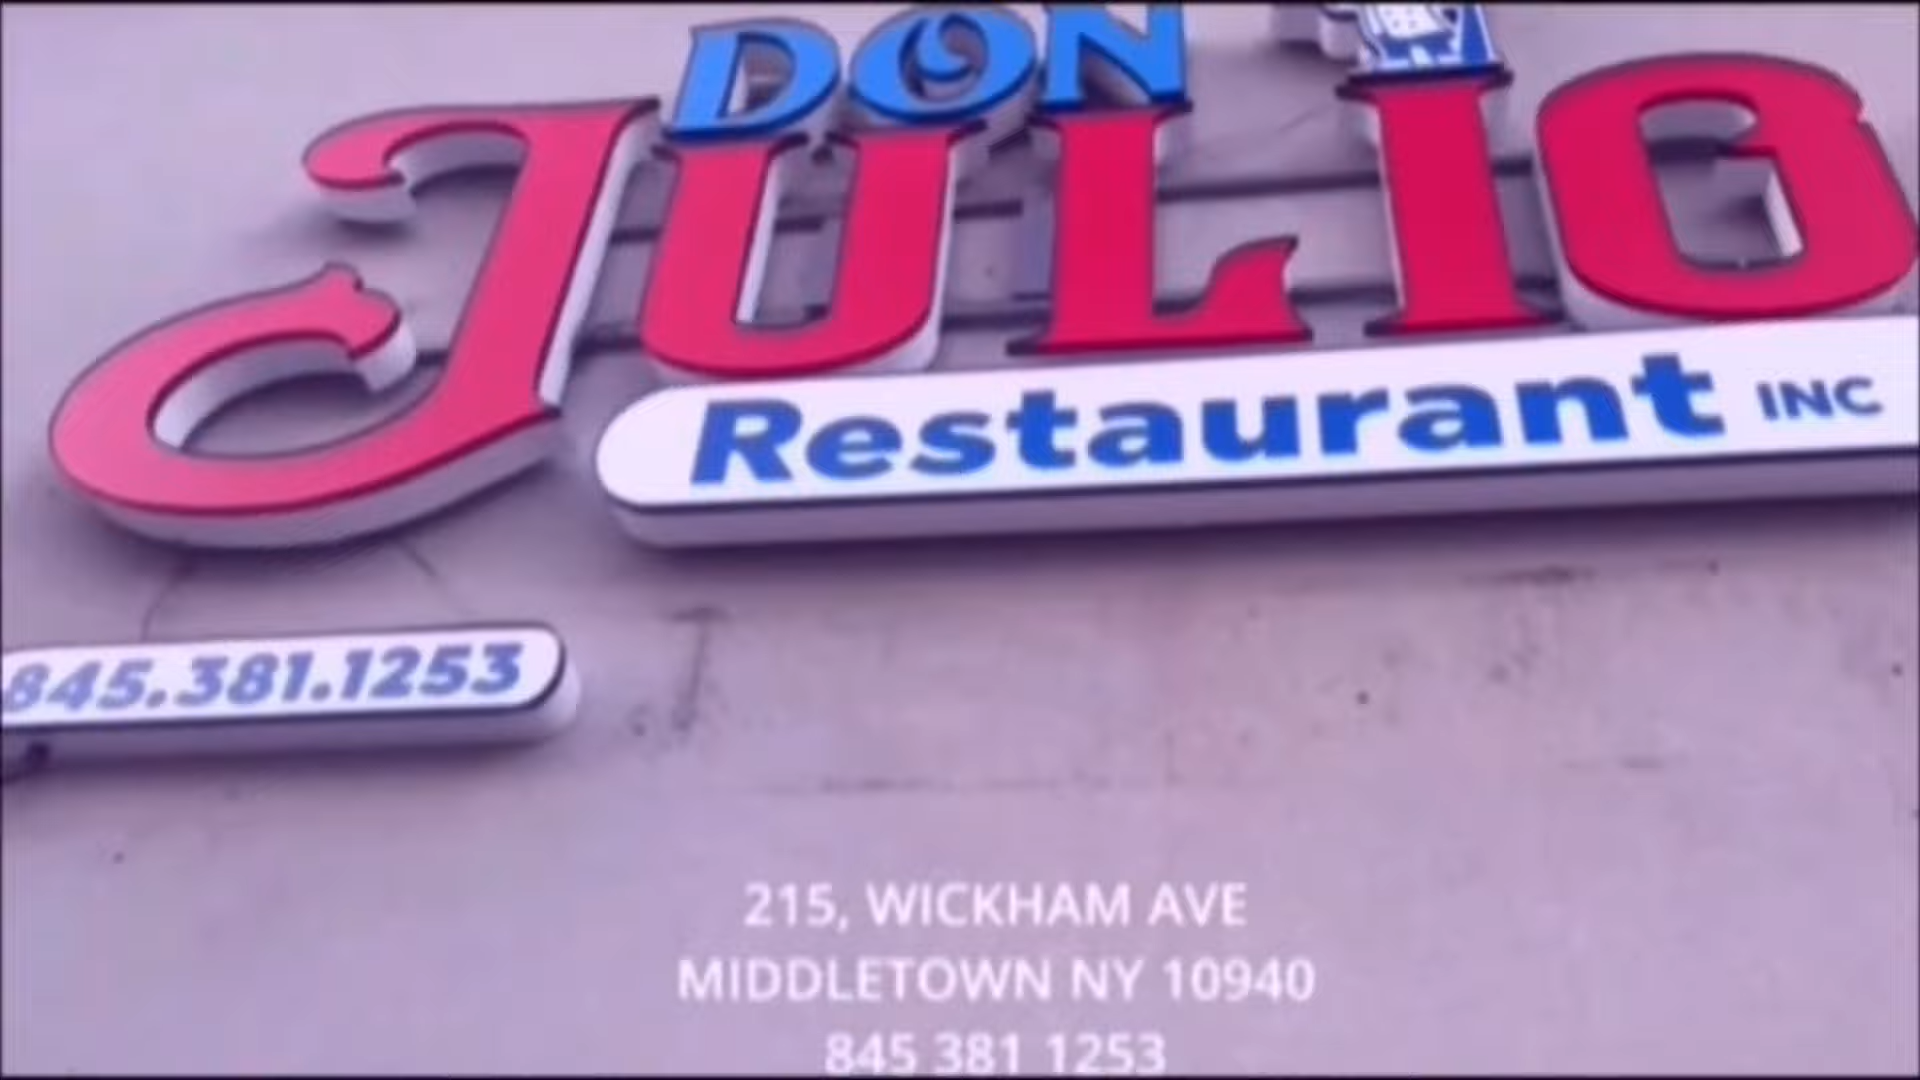 DON
JULIO
Restaurant INC
845.381.1253
215, WICKHAM AVE
MIDDLETOWN NY 10940
845 381 1253